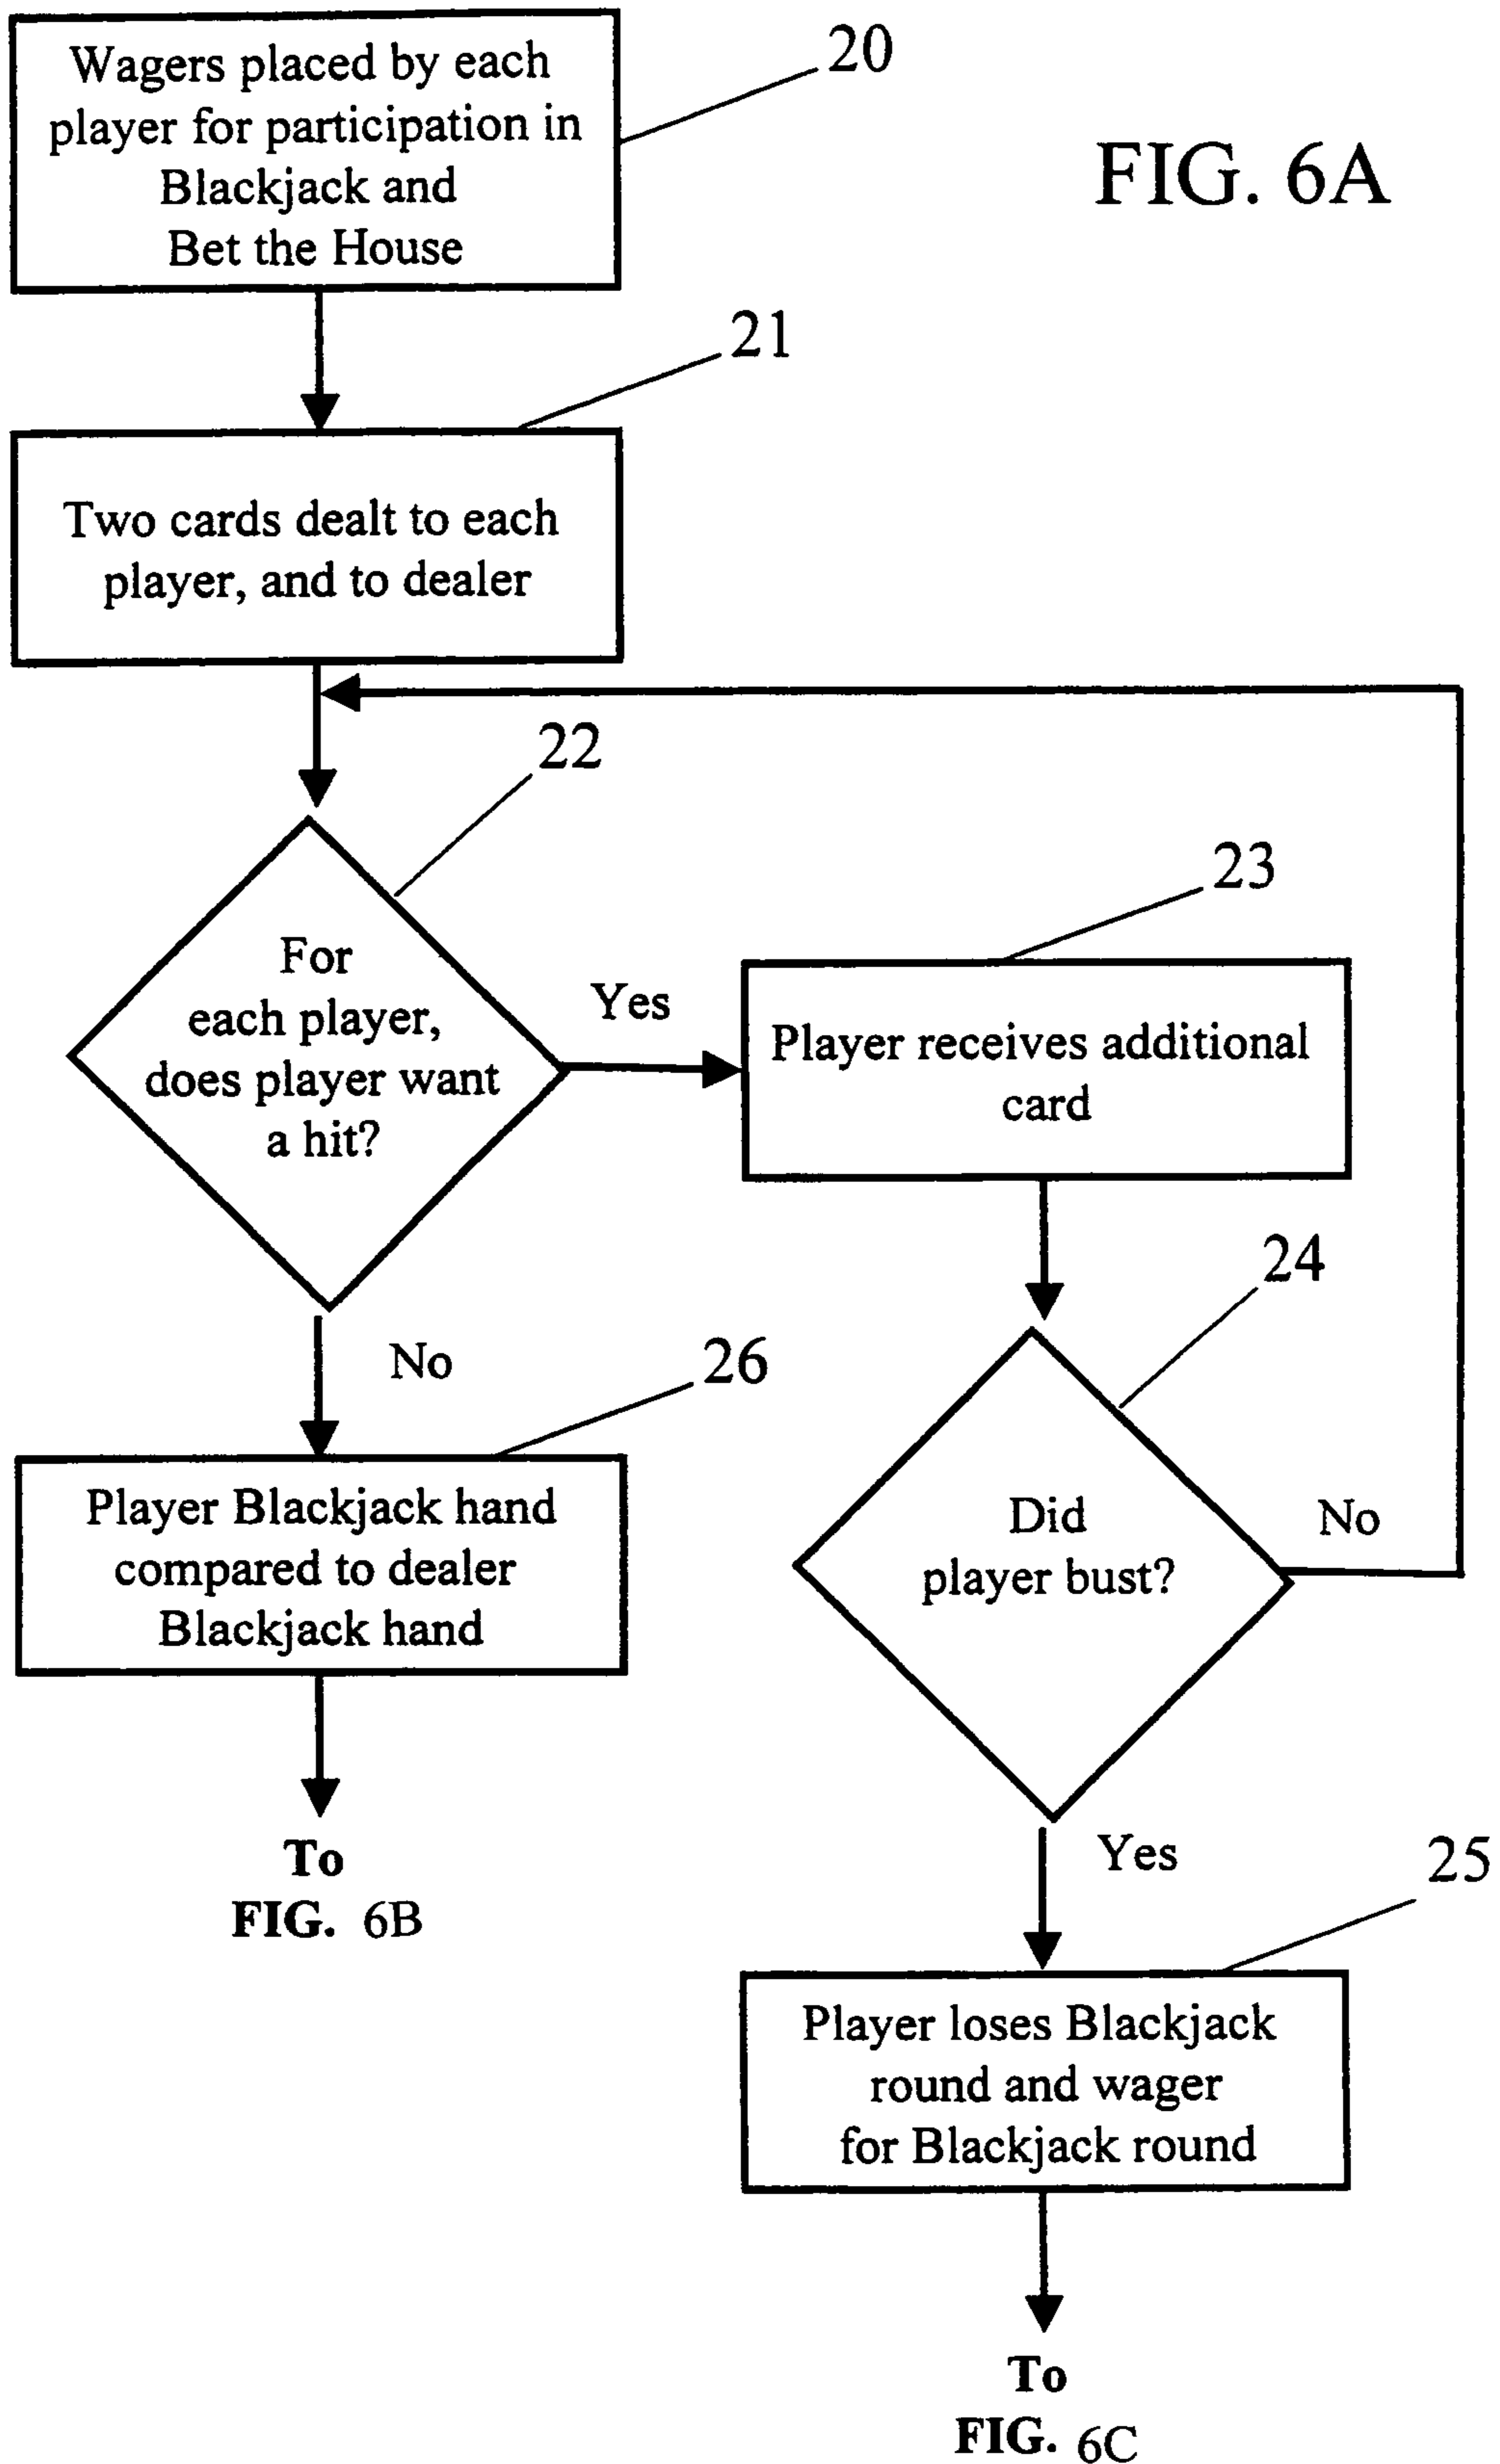 Wagers placed by each
player for participation in
Blackjack and
Bet the House
20
FIG. 6A
21
Two cards dealt to each
player, and to dealer
22
For
each player,
does player want
a hit?
Yes
23
Player receives additional
card
24
No
26
Player Blackjack hand
compared to dealer
Blackjack hand
Did
player bust?
No
To
FIG. 6B
Yes
25
Player loses Blackjack
round and wager
for Blackjack round
To
FIG. 6C